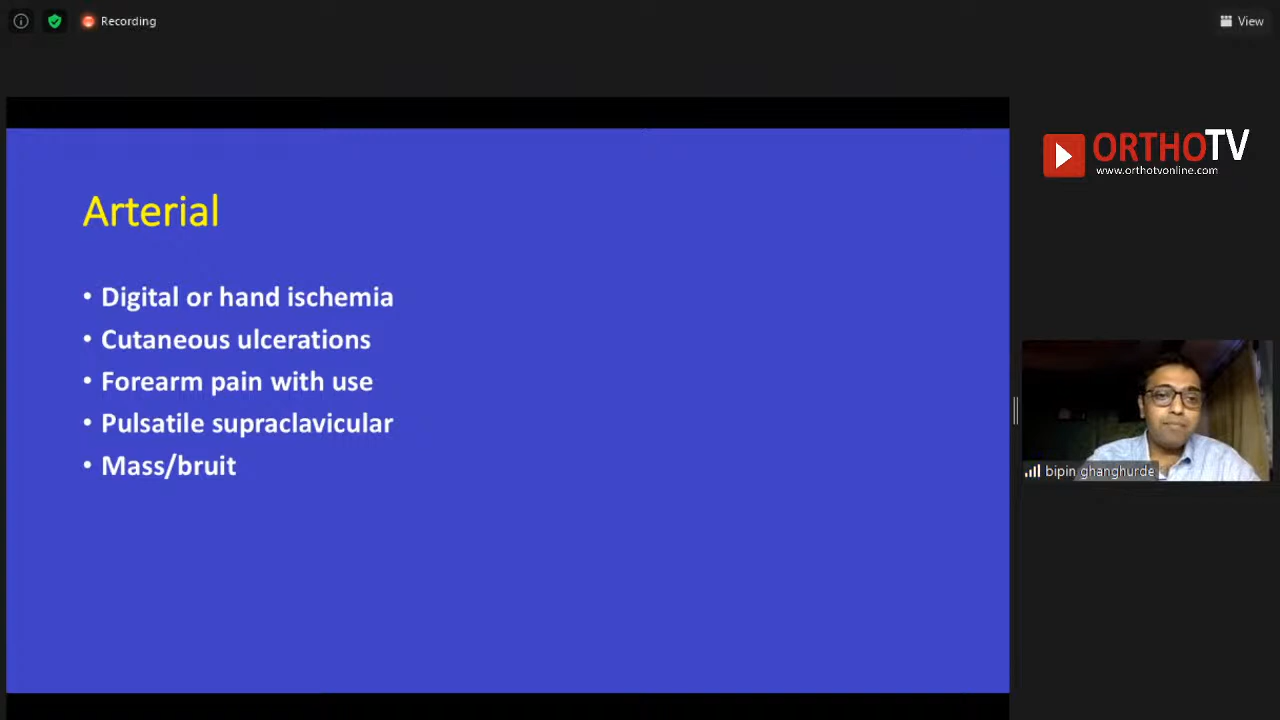 Recording
View
ORTHOTV
www.orthotvonline.com
Arterial
• Digital or hand ischemia
• Cutaneous ulcerations
• Forearm pain with use
• Pulsatile supraclavicular
• Mass/bruit
bipin ghanghurde